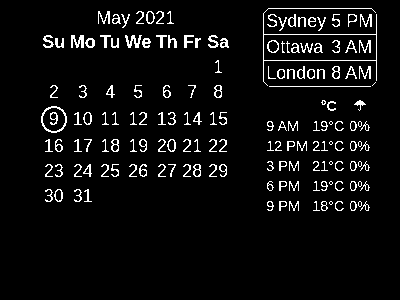 May 2021
Su Mo Tu We Th Fr Sa
1
2 3 4 5 6 7 8
9 10 11 12 13 14 15
16 17 18 19 20 21 22
23 24 25 26 27 28 29
30 31
Sydney 5 PM
Ottawa 3 AM
London 8 AM
°C ☂
9 AM 19°C 0%
12 PM 21°C 0%
3 PM 21°C 0%
6 PM 19°C 0%
9 PM 18°C 0%